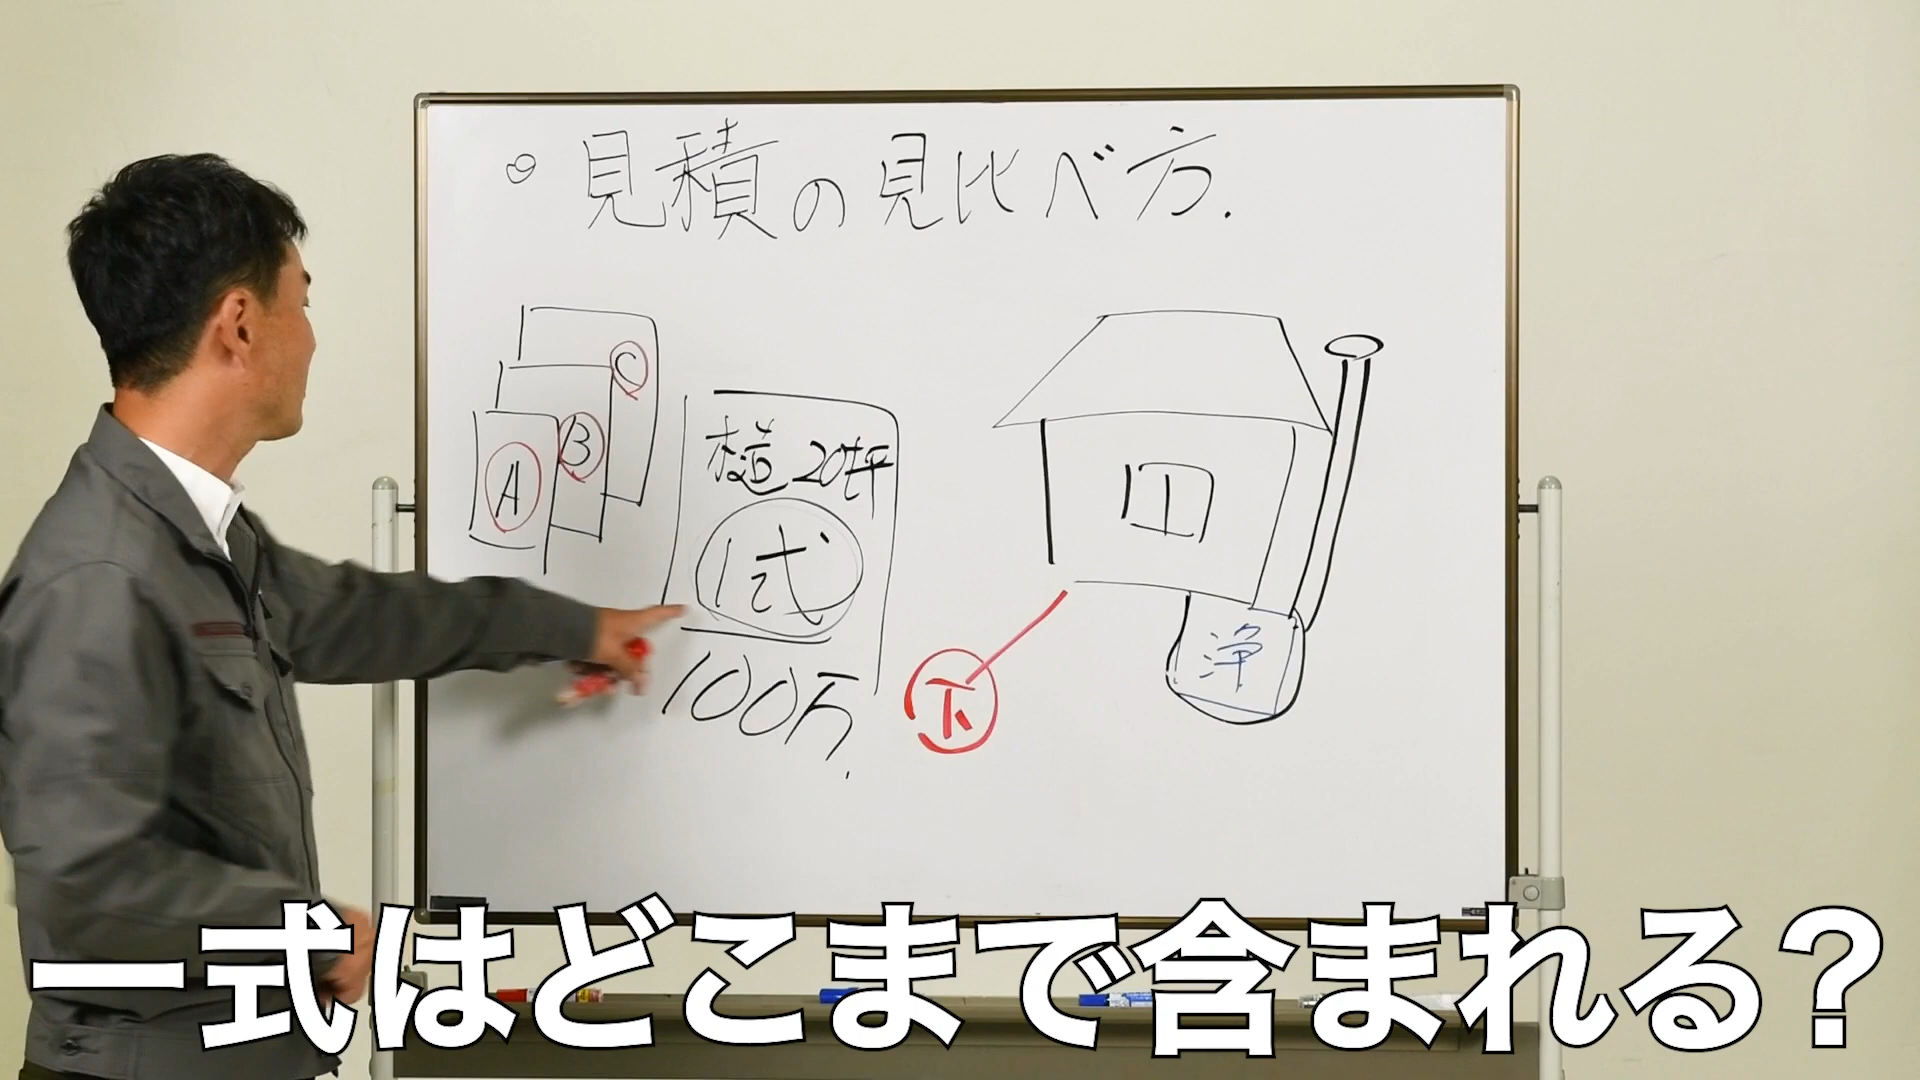 見積の見比べ方.
A
B
C
木造 20坪
1式
100万.
下
浄
一式はどこまで含まれる？